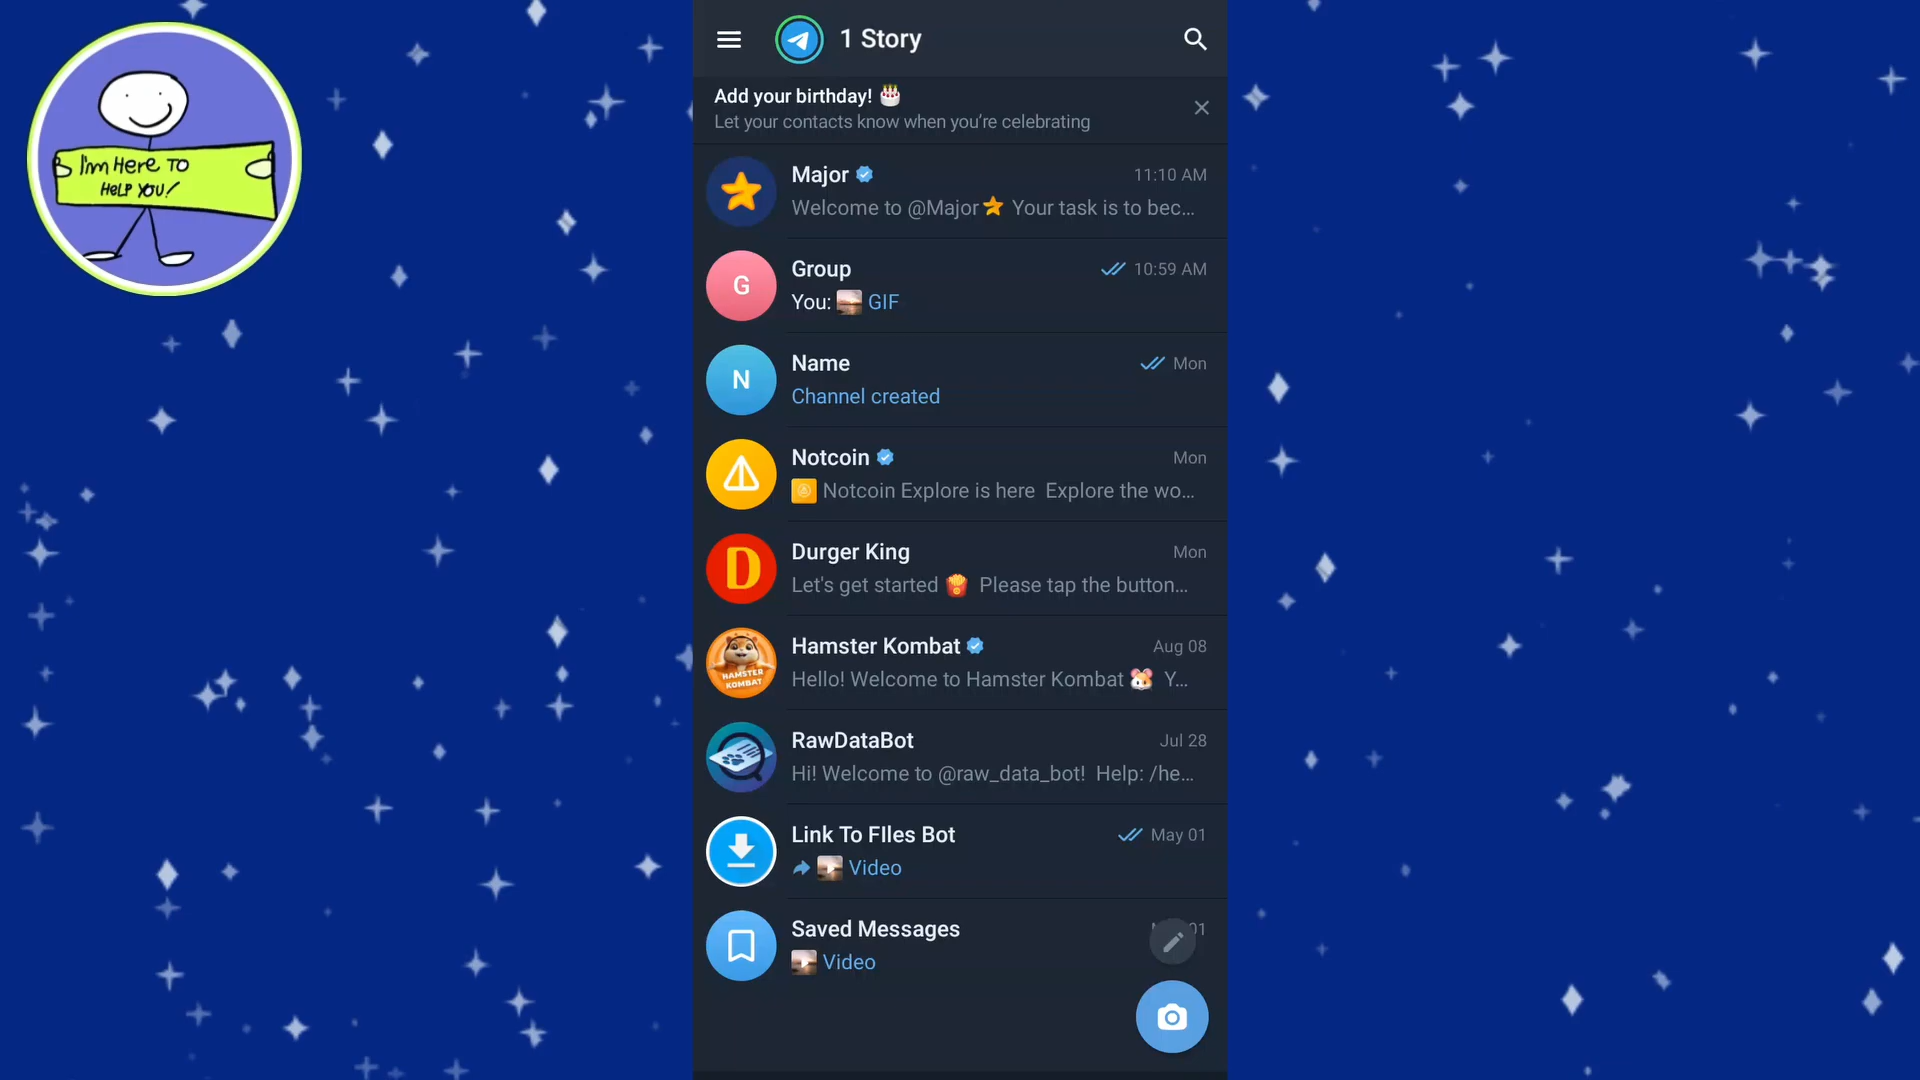 I'm HeRe TO
HeLP YOU!
1 Story
Add your birthday! 🎂
Let your contacts know when you're celebrating
Major
11:10 AM
Welcome to @Major⭐ Your task is to bec...
G
Group
10:59 AM
You: GIF
N
Name
Mon
Channel created
Notcoin
Mon
Notcoin Explore is here Explore the wo...
D
Durger King
Mon
Let's get started 🍟 Please tap the button...
HAMSTER
KOMBAT
Hamster Kombat
Aug 08
Hello! Welcome to Hamster Kombat 🐹 Y...
RawDataBot
Jul 28
Hi! Welcome to @raw_data_bot! Help: /he...
Link To FIles Bot
May 01
Video
Saved Messages
01
Video